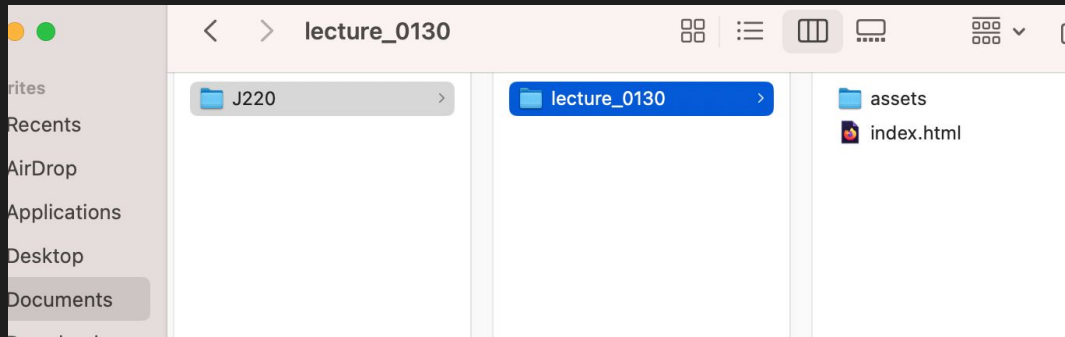 lecture_0130
rites
Recents
AirDrop
Applications
Desktop
Documents
J220
lecture_0130
assets
index.html